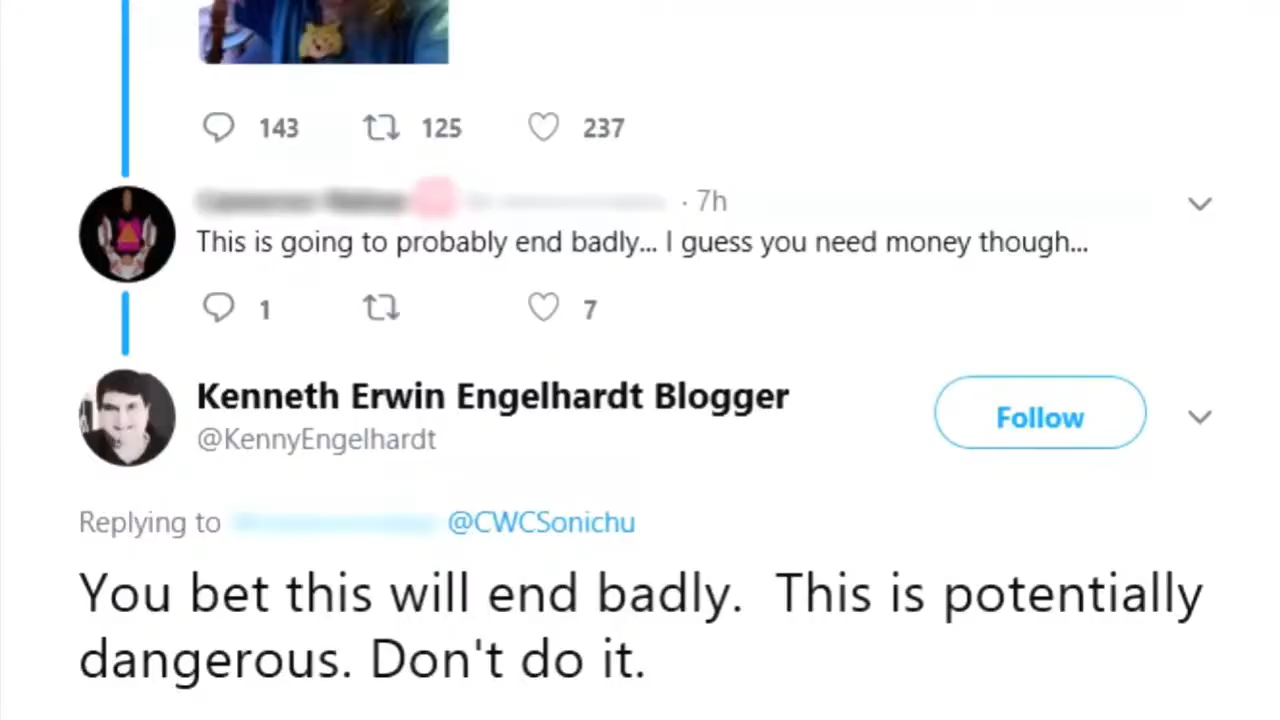 143 125 237
· 7h
This is going to probably end badly... I guess you need money though...
1 7
Kenneth Erwin Engelhardt Blogger
@KennyEngelhardt
Follow
Replying to @CWCSonichu
You bet this will end badly. This is potentially
dangerous. Don't do it.